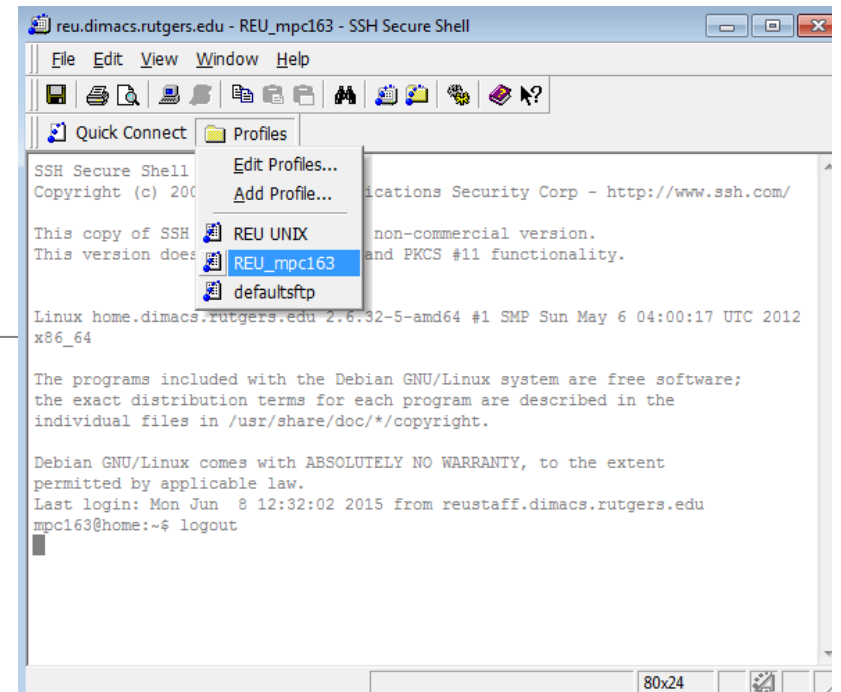 reu.dimacs.rutgers.edu - REU_mpc163 - SSH Secure Shell
File Edit View Window Help
Quick Connect Profiles
Edit Profiles...
Add Profile...
REU UNIX
REU_mpc163
defaultsftp
SSH Secure Shell
Copyright (c) 200 ications Security Corp - http://www.ssh.com/
This copy of SSH non-commercial version.
This version does and PKCS #11 functionality.
Linux home.dimacs.rutgers.edu 2.6.32-5-amd64 #1 SMP Sun May 6 04:00:17 UTC 2012
x86_64
The programs included with the Debian GNU/Linux system are free software;
the exact distribution terms for each program are described in the
individual files in /usr/share/doc/*/copyright.
Debian GNU/Linux comes with ABSOLUTELY NO WARRANTY, to the extent
permitted by applicable law.
Last login: Mon Jun  8 12:32:02 2015 from reustaff.dimacs.rutgers.edu
mpc163@home:~$ logout
80x24